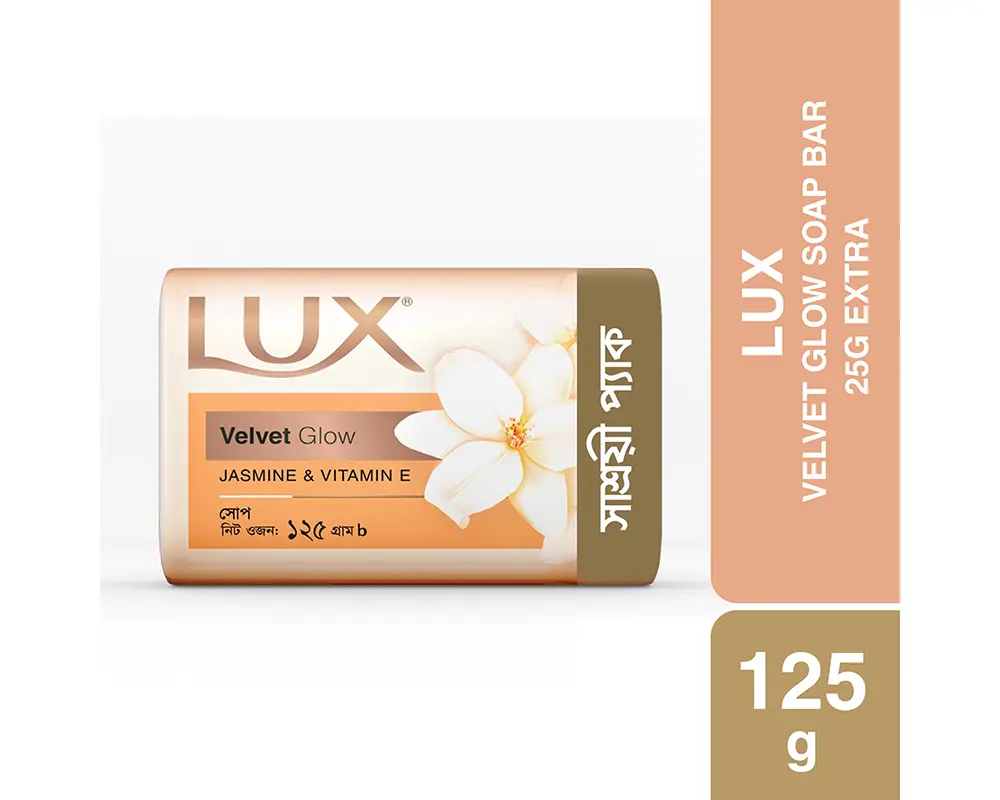 LUX®
Velvet Glow
JASMINE & VITAMIN E
সোপ
নিট ওজন: ১২৫ গ্রাম b
সাশ্রয়ী প্যাক
LUX
VELVET GLOW SOAP BAR
25G EXTRA
125
g